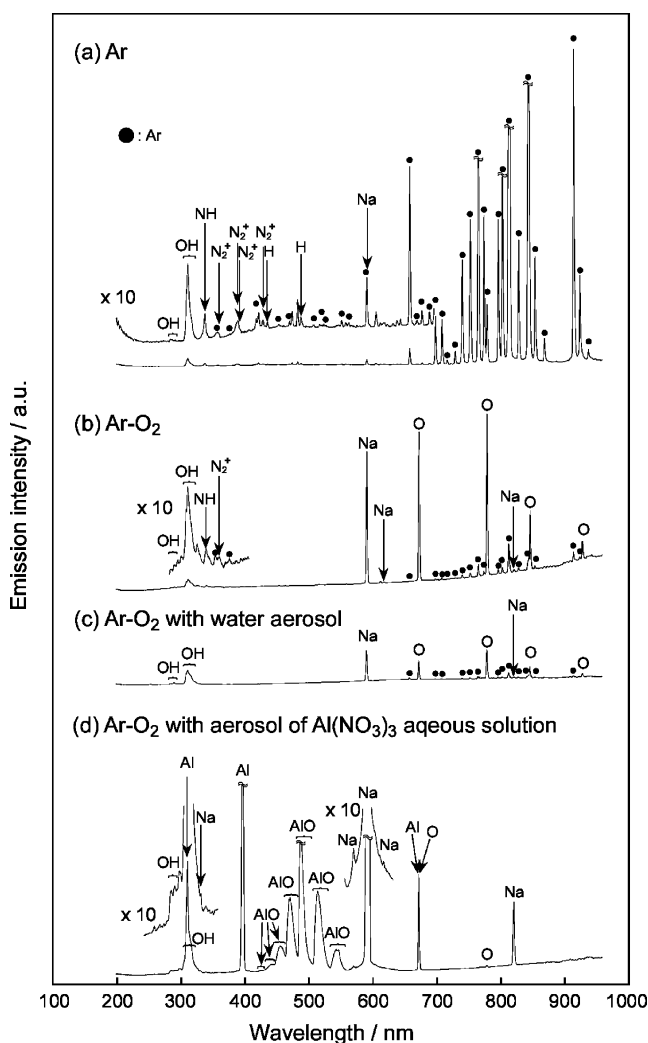 (a) Ar
● : Ar
NH
N2+
N2+
N2+
OH
N2+
H
H
Na
x 10
OH
(b) Ar-O2
Na
O
O
N2+
OH
NH
x 10
Na
Na
O
O
OH
(c) Ar-O2 with water aerosol
Na
O
O
Na
O
O
OH
OH
(d) Ar-O2 with aerosol of Al(NO3)3 aqeous solution
Al
Al
Na
x 10
Na
AlO
Na
Na
Al
O
OH
AlO
AlO
Na
x 10
AlO
AlO
OH
O
100 200 300 400 500 600 700 800 900 1000
Wavelength / nm
Emission intensity / a.u.